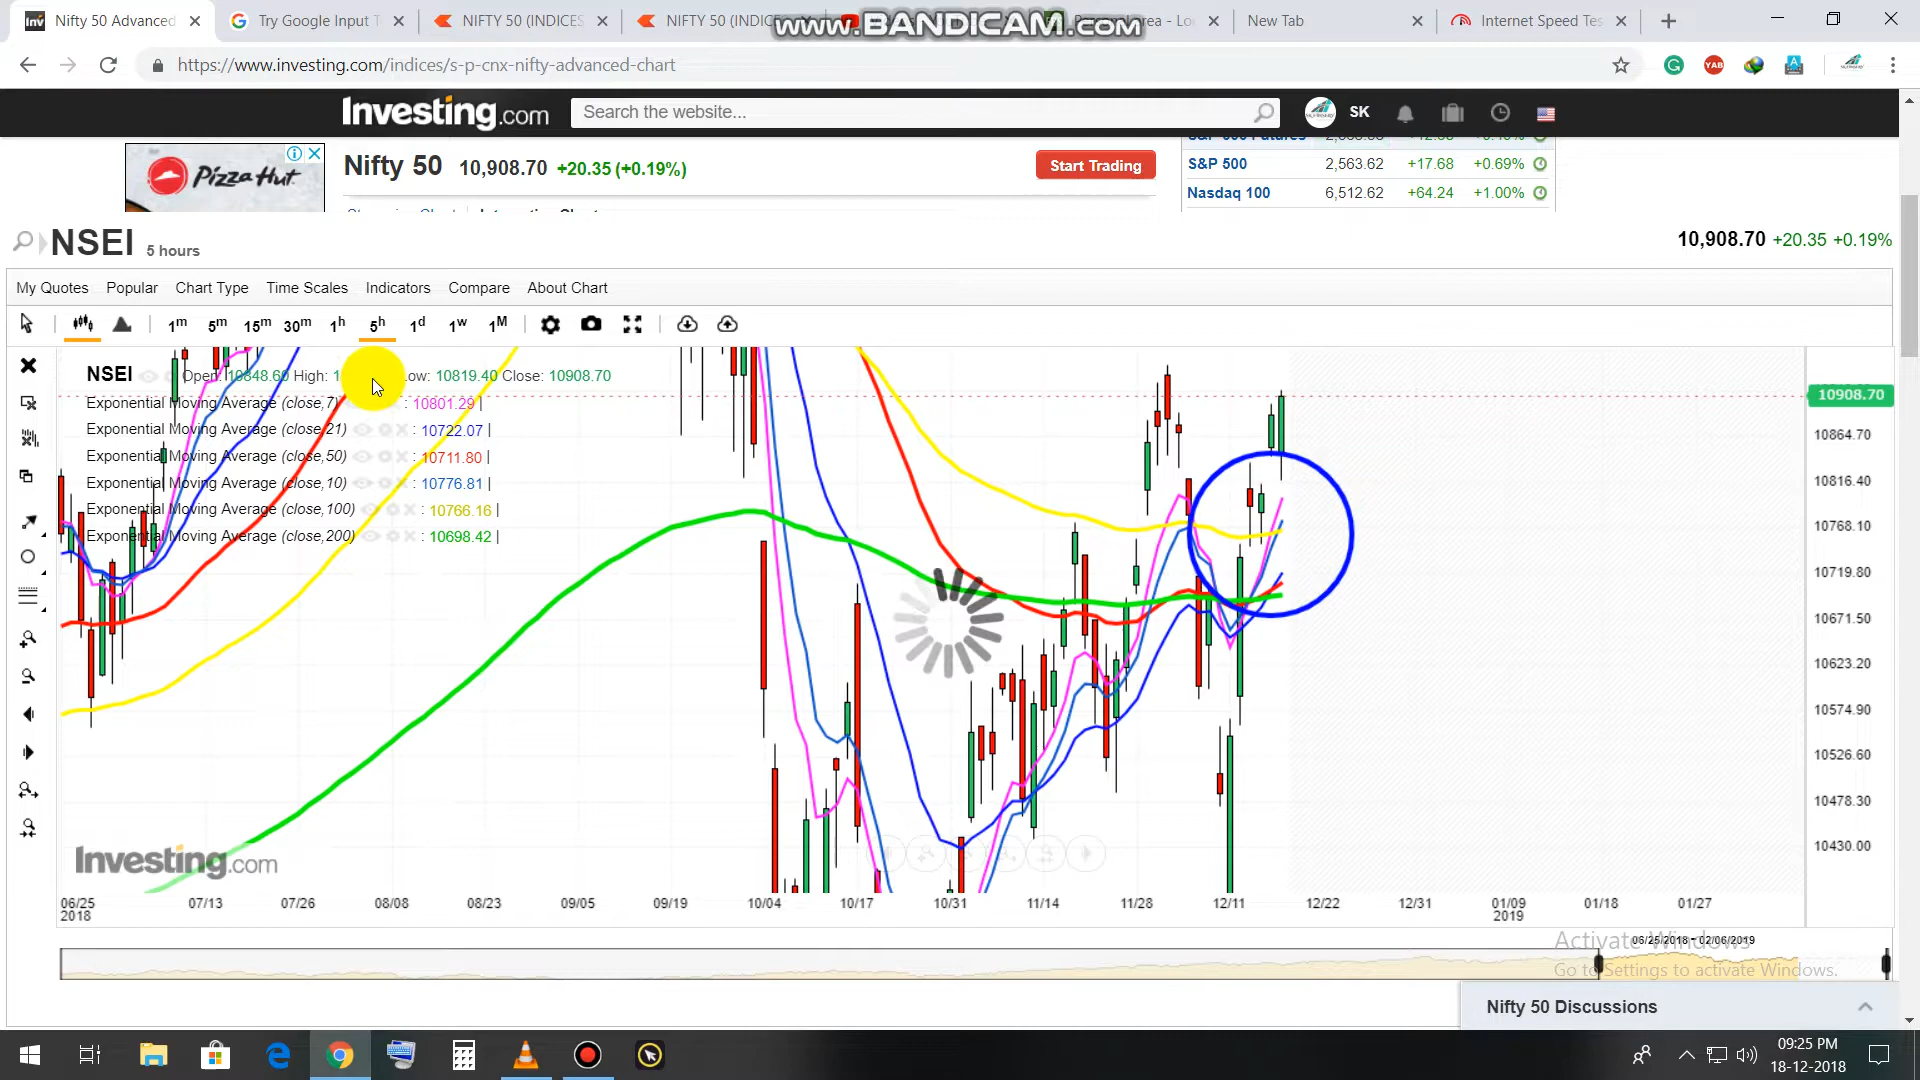 Nifty 50 Advanced
Try Google Input T
NIFTY 50 (INDICES
NIFTY 50 (INDIC
New Tab
Internet Speed Tes
www.BANDICAM.com
https://www.investing.com/indices/s-p-cnx-nifty-advanced-chart
Investing.com
Search the website...
SK
Pizza Hut
Nifty 50 10,908.70 +20.35 (+0.19%)
Start Trading
S&P 500 2,563.62 +17.68 +0.69%
Nasdaq 100 6,512.62 +64.24 +1.00%
NSEI 5 hours
10,908.70 +20.35 +0.19%
My Quotes Popular Chart Type Time Scales Indicators Compare About Chart
1m 5m 15m 30m 1h 5h 1d 1w 1M
NSEI Open: 10848.60 High: Low: 10819.40 Close: 10908.70
Exponential Moving Average (close,7) : 10801.29 |
Exponential Moving Average (close,21) : 10722.07 |
Exponential Moving Average (close,50) : 10711.80 |
Exponential Moving Average (close,10) : 10776.81 |
Exponential Moving Average (close,100) : 10766.16 |
Exponential Moving Average (close,200) : 10698.42 |
10908.70
10864.70
10816.40
10768.10
10719.80
10671.50
10623.20
10574.90
10526.60
10478.30
10430.00
Investing.com
06/25 07/13 07/26 08/08 08/23 09/05 09/19 10/04 10/17 10/31 11/14 11/28 12/11 12/22 12/31 01/09 01/18 01/27
2018 2019
06/25/2018 - 02/06/2019
Activate Windows
Go to Settings to activate Windows.
Nifty 50 Discussions
09:25 PM
18-12-2018